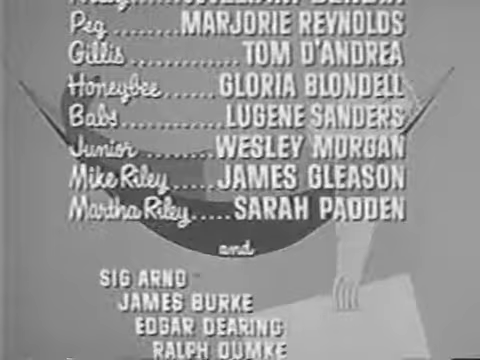 Peg........MARJORIE REYNOLDS
Gillis............TOM D'ANDREA
Honeybee......GLORIA BLONDELL
Babs............LUGENE SANDERS
Junior.........WESLEY MORGAN
Mike Riley.....JAMES GLEASON
Martha Riley.....SARAH PADDEN
and
SIG ARNO
JAMES BURKE
EDGAR DEARING
RALPH DUMKE